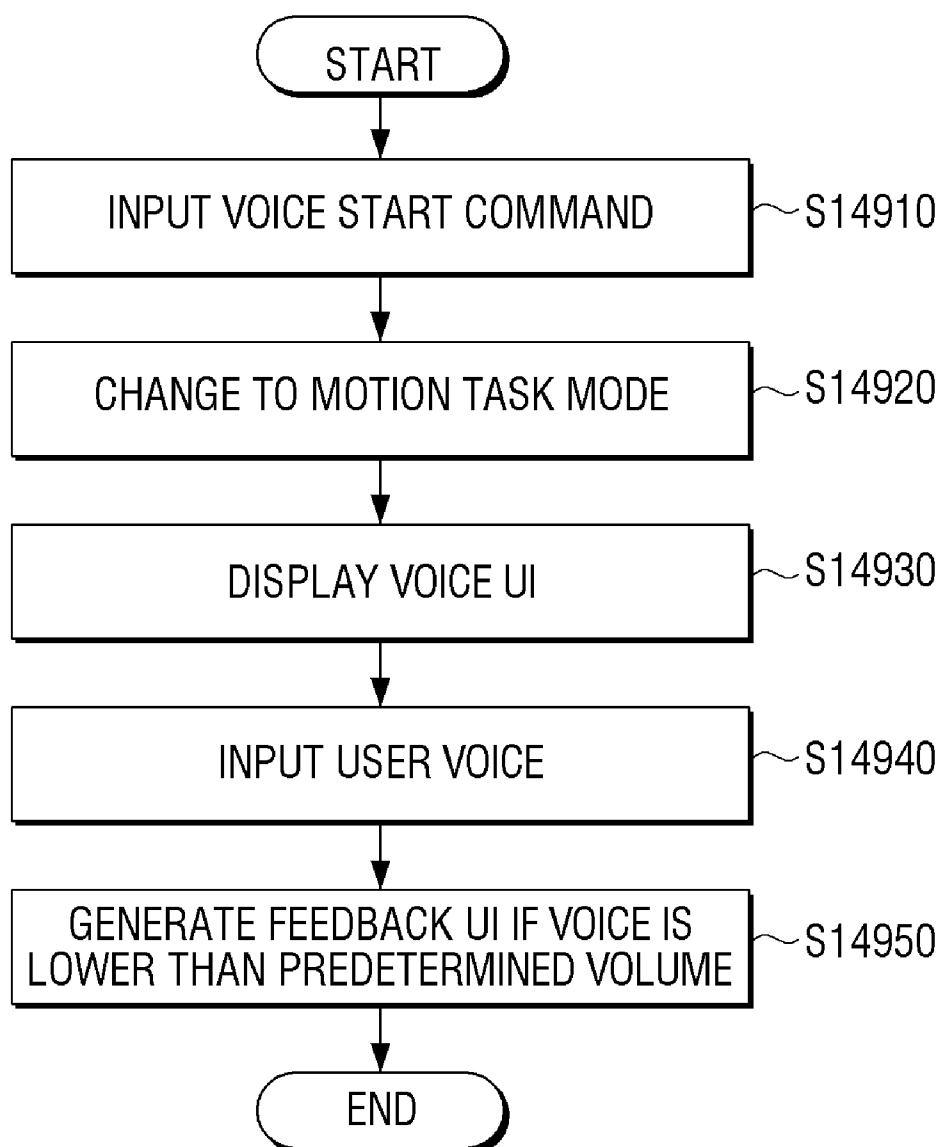 START
INPUT VOICE START COMMAND
S14910
CHANGE TO MOTION TASK MODE
S14920
DISPLAY VOICE UI
S14930
INPUT USER VOICE
S14940
GENERATE FEEDBACK UI IF VOICE IS
LOWER THAN PREDETERMINED VOLUME
S14950
END